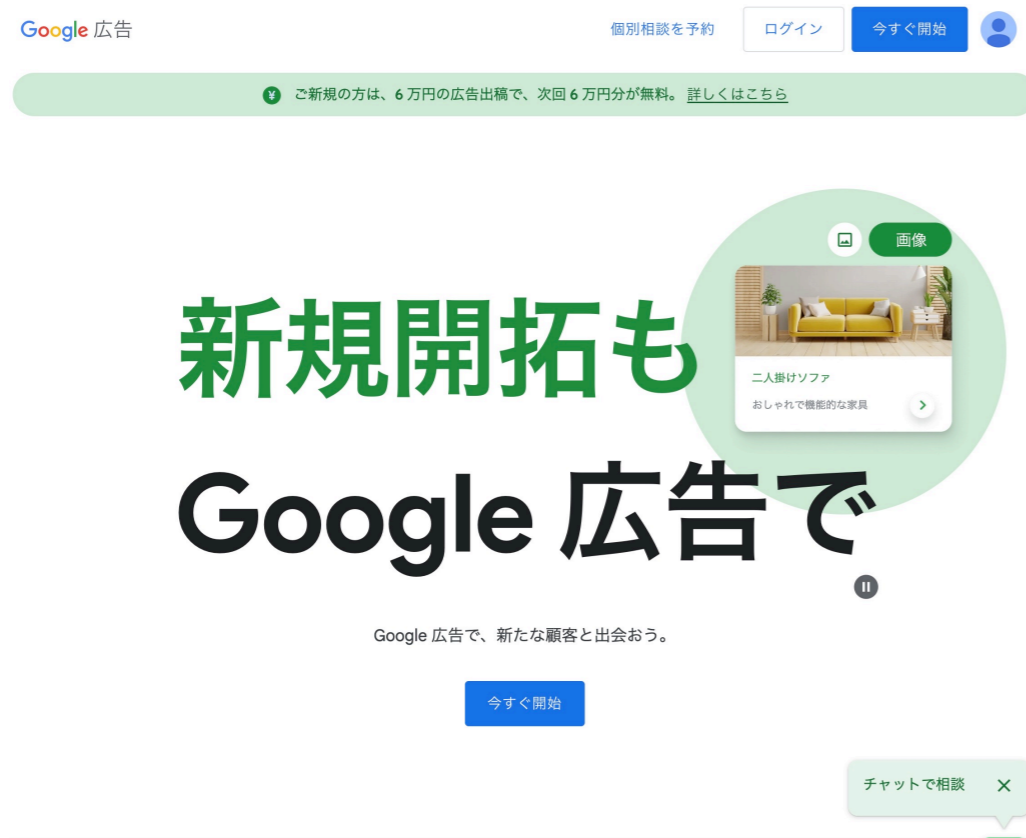 Google 広告
個別相談を予約
ログイン
今すぐ開始
¥ ご新規の方は、6 万円の広告出稿で、次回 6 万円分が無料。 詳しくはこちら
画像
二人掛けソファ
おしゃれで機能的な家具
新規開拓も
Google 広告で
Google 広告で、新たな顧客と出会おう。
今すぐ開始
チャットで相談